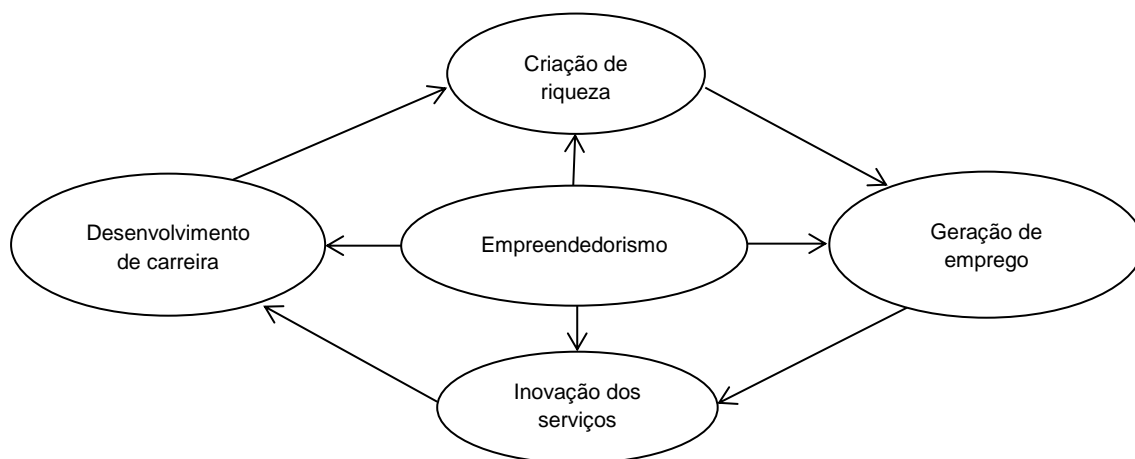 Criação de
riqueza
Desenvolvimento
de carreira
Empreendedorismo
Geração de
emprego
Inovação dos
serviços